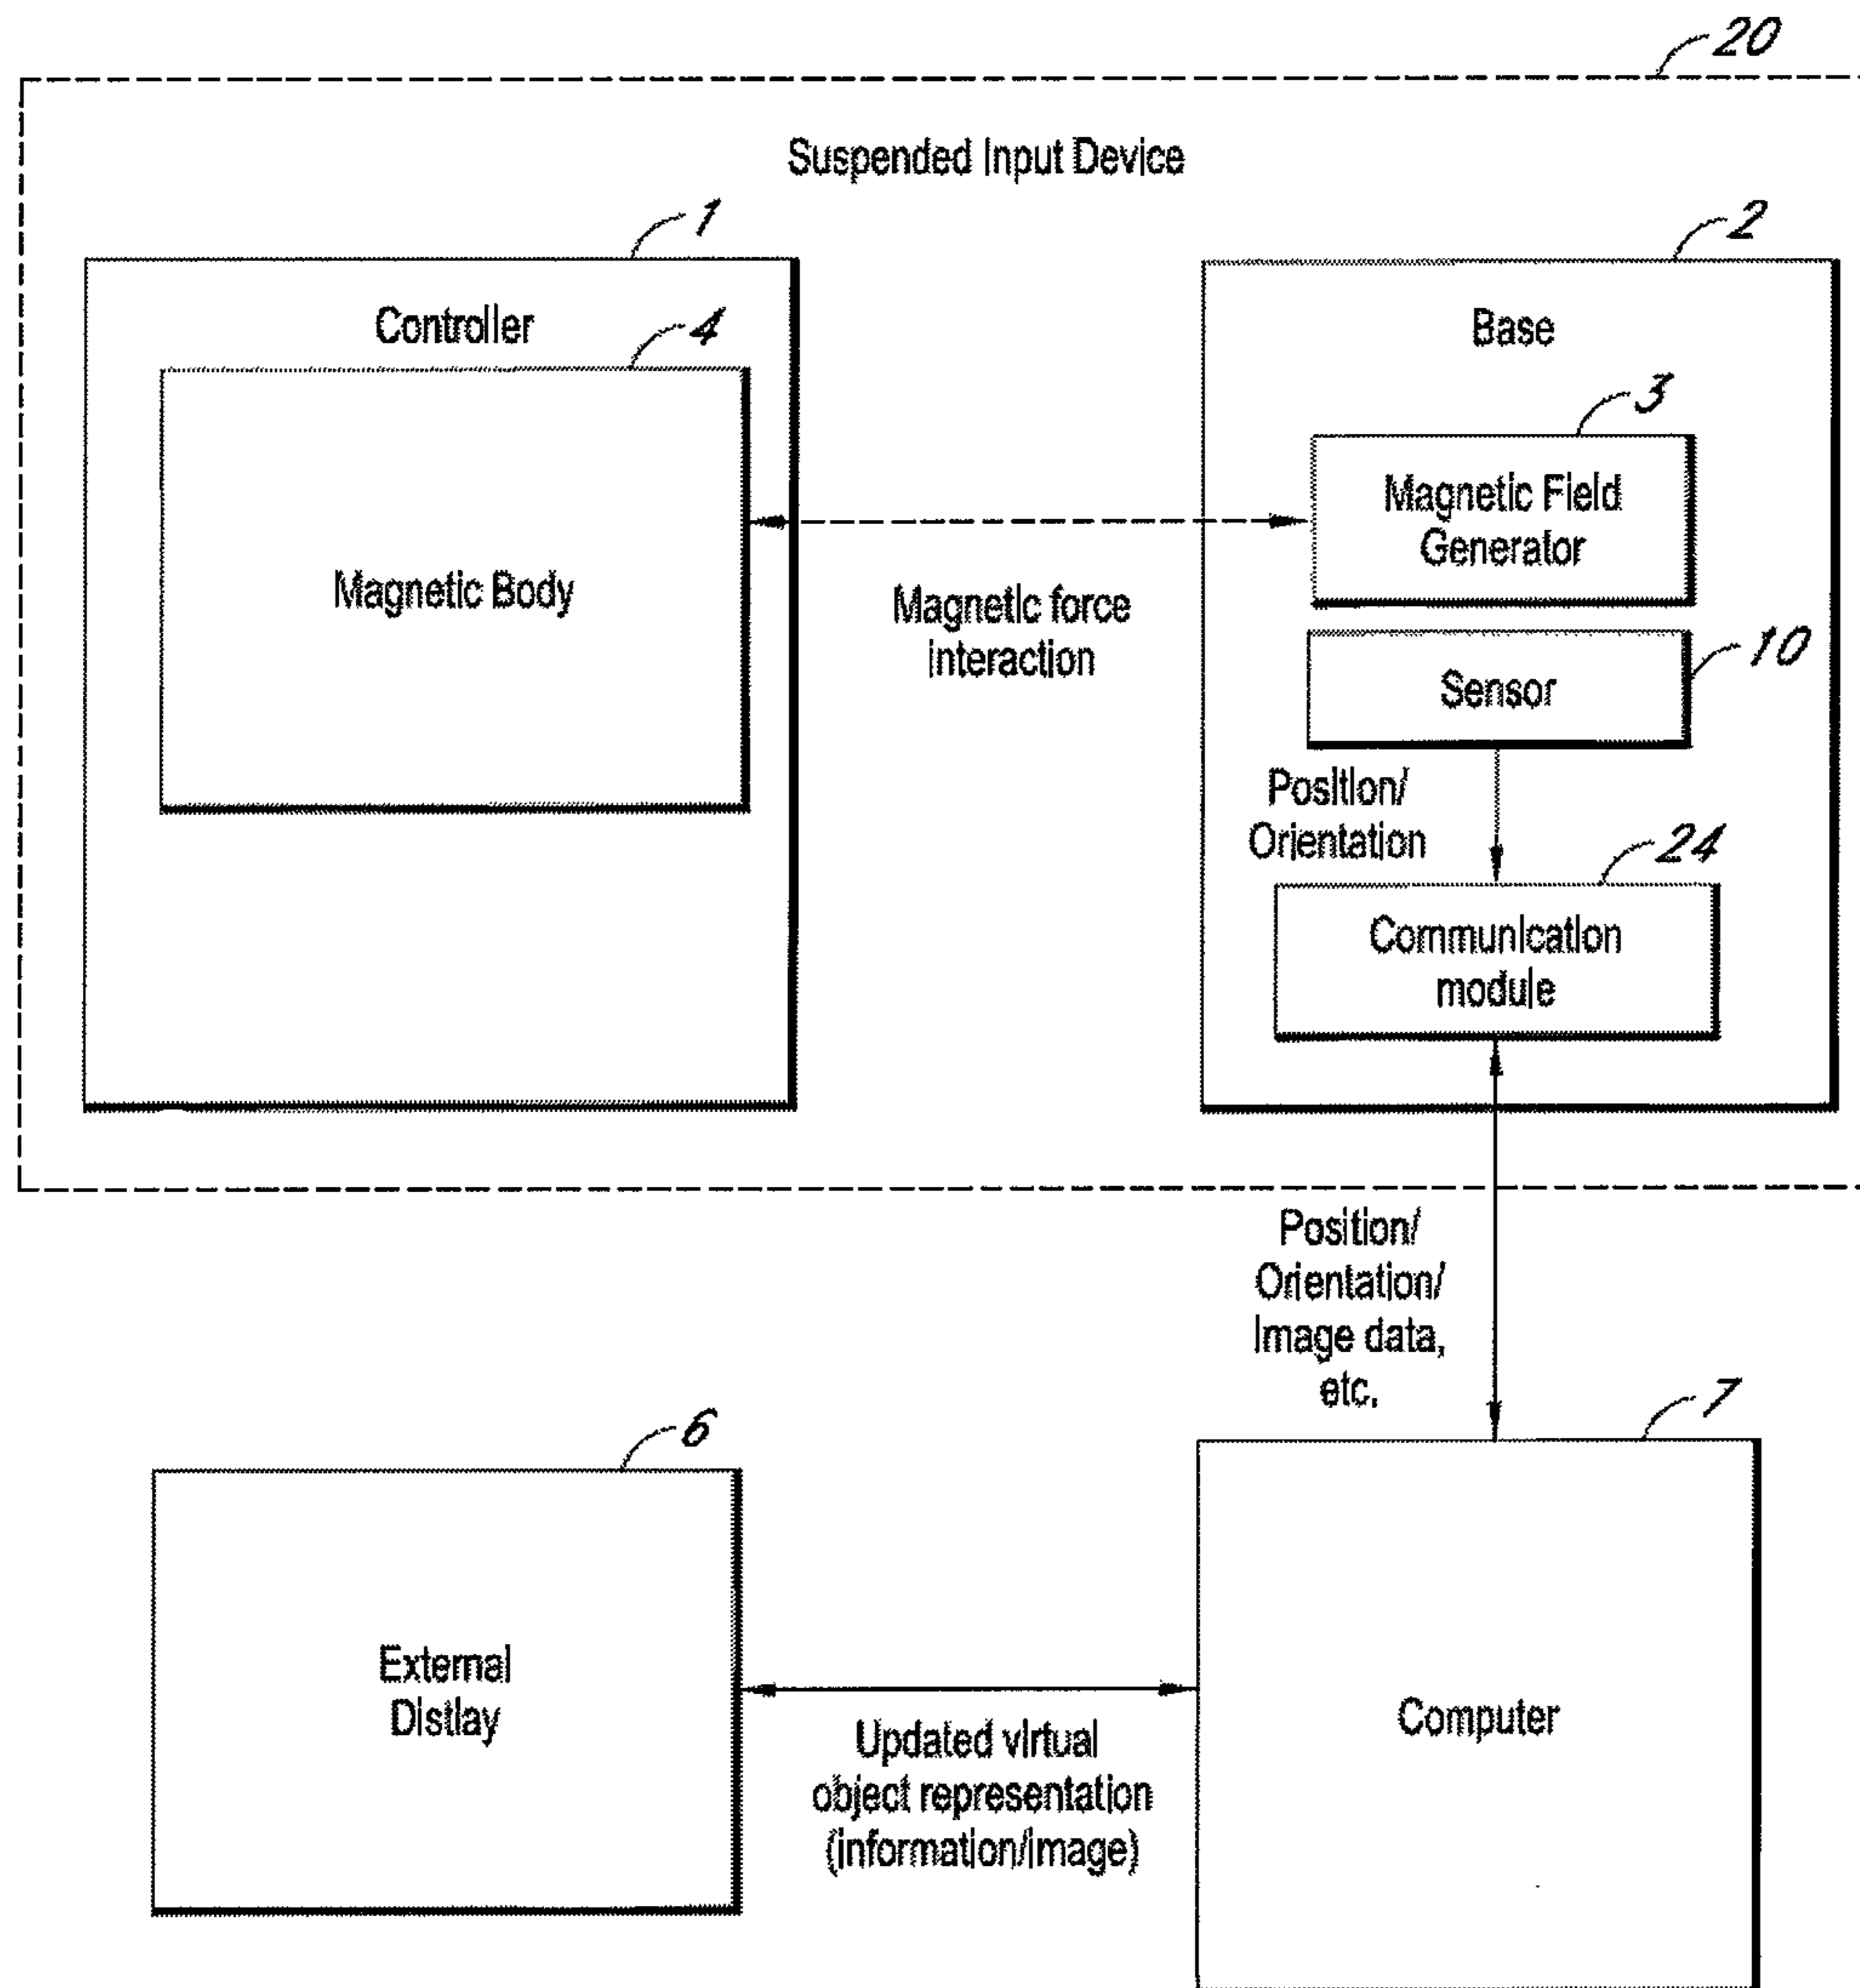 20
Suspended Input Device
1
2
Controller
4
Base
3
Magnetic Field
Generator
Magnetic Body
Magnetic force
interaction
10
Sensor
Position/
Orientation
24
Communication
module
Position/
Orientation/
Image data,
etc.
6
7
External
Distlay
Computer
Updated virtual
object representation
(information/image)